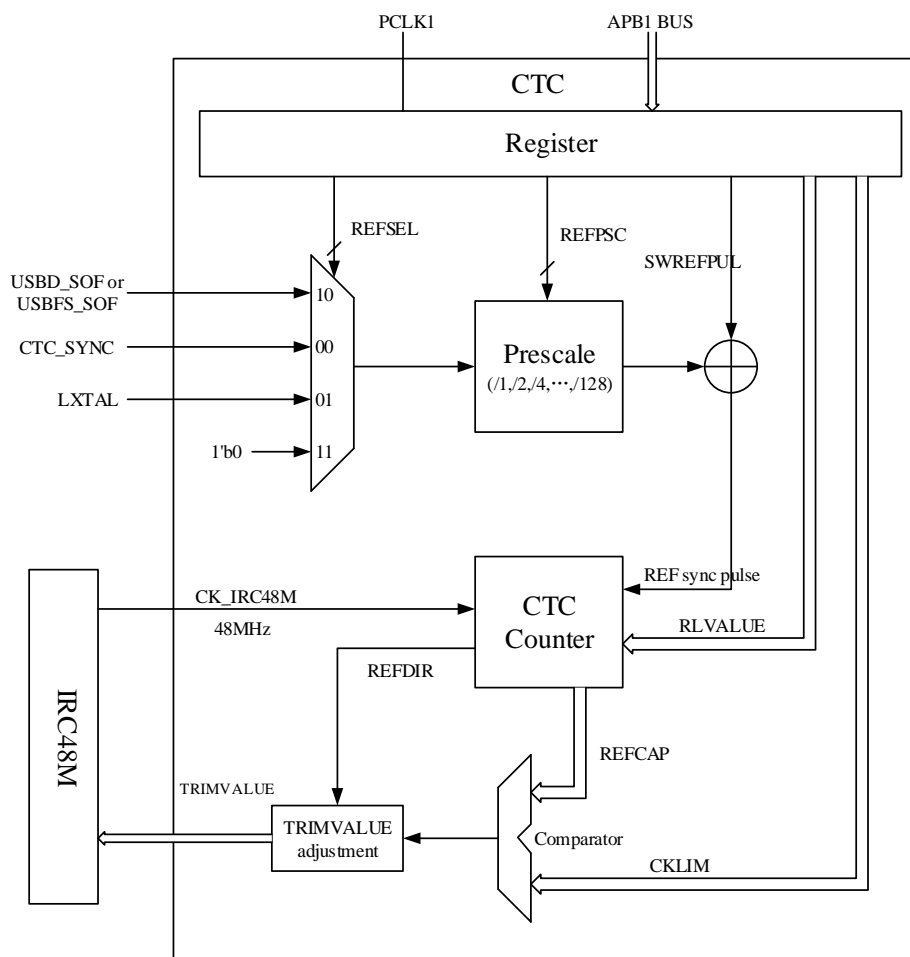 PCLK1
APB1 BUS
CTC
Register
REFSEL
REFPSC
SWREFPUL
USBD_SOF or
USBFS_SOF
10
CTC_SYNC
00
Prescale
(/1,/2,/4,⋯,/128)
LXTAL
01
1'b0
11
REF sync pulse
CK_IRC48M
48MHz
CTC
Counter
RLVALUE
REFDIR
IRC48M
REFCAP
TRIMVALUE
TRIMVALUE
adjustment
Comparator
CKLIM